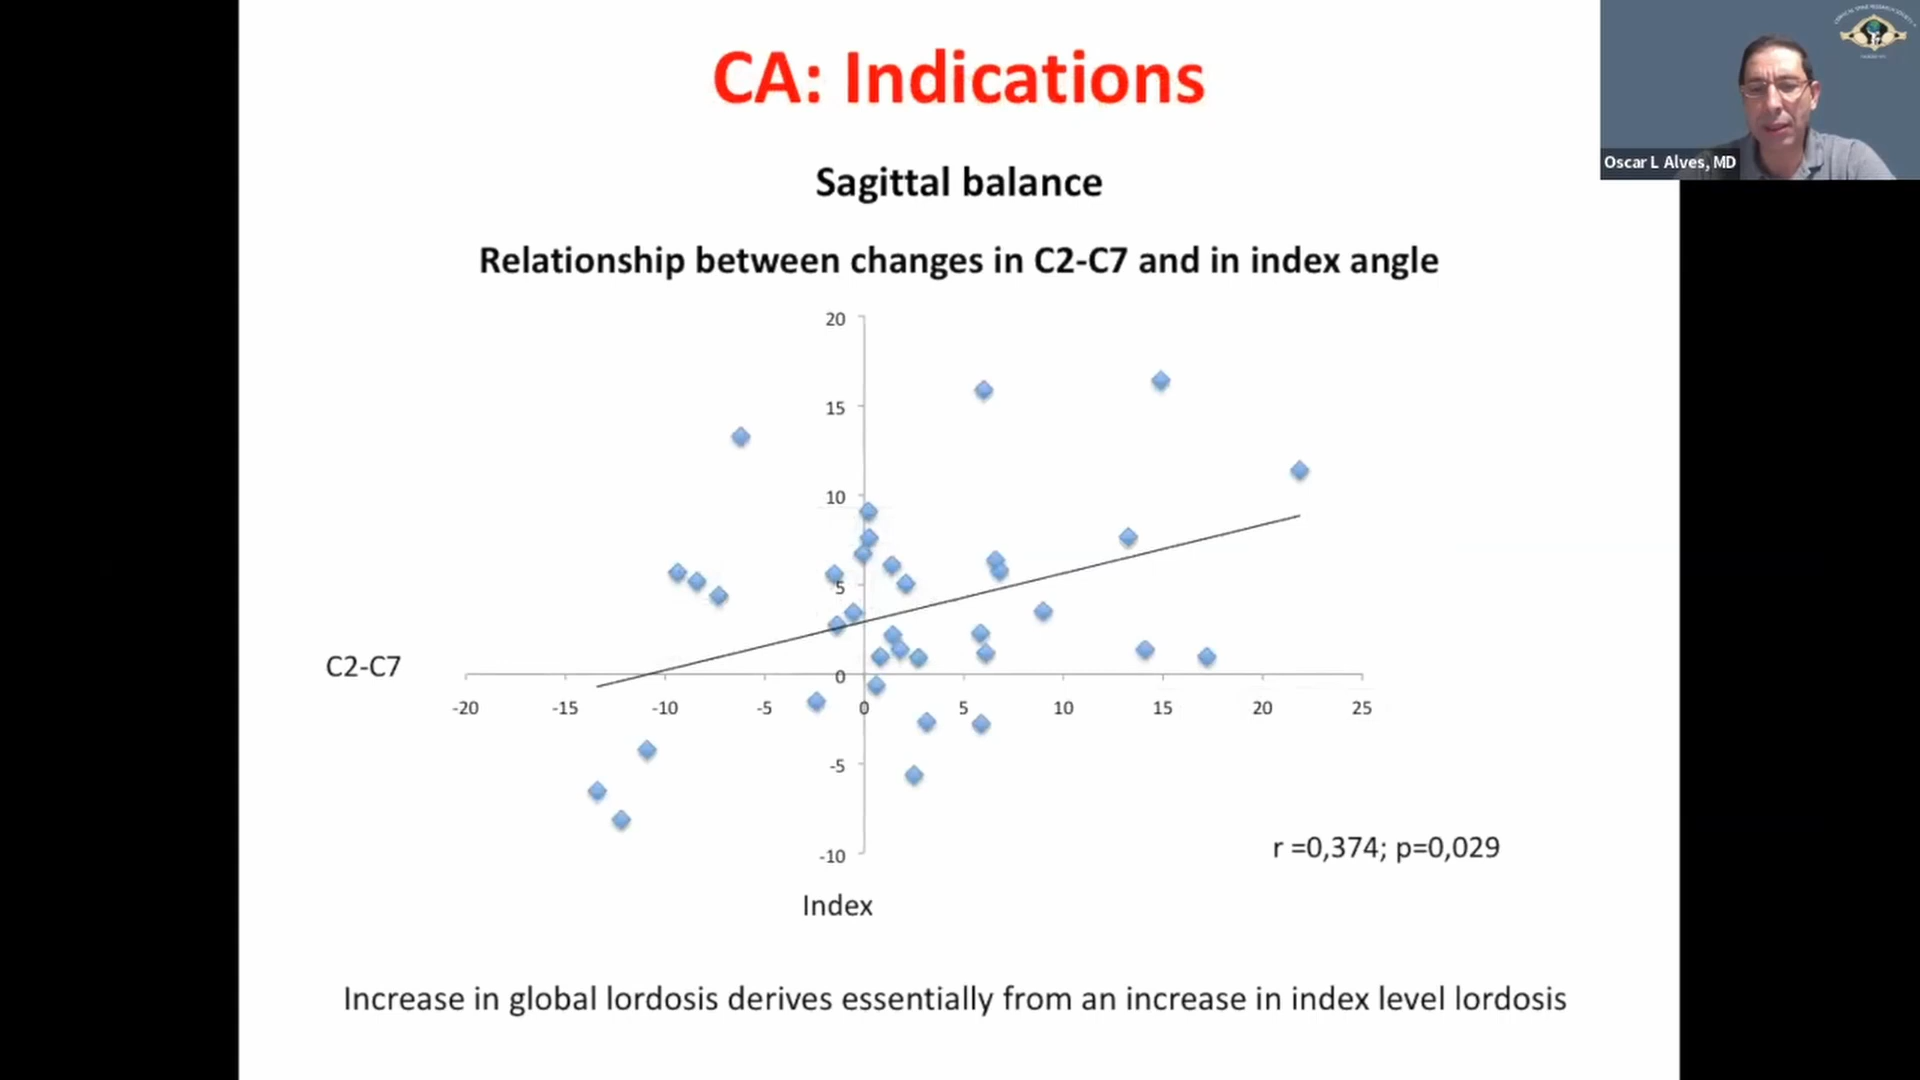 CA: Indications
Sagittal balance
Relationship between changes in C2-C7 and in index angle
Oscar L Alves, MD
20
15
10
5
0
-5
-10
C2-C7
-20 -15 -10 -5 0 5 10 15 20 25
r =0,374; p=0,029
Index
Increase in global lordosis derives essentially from an increase in index level lordosis